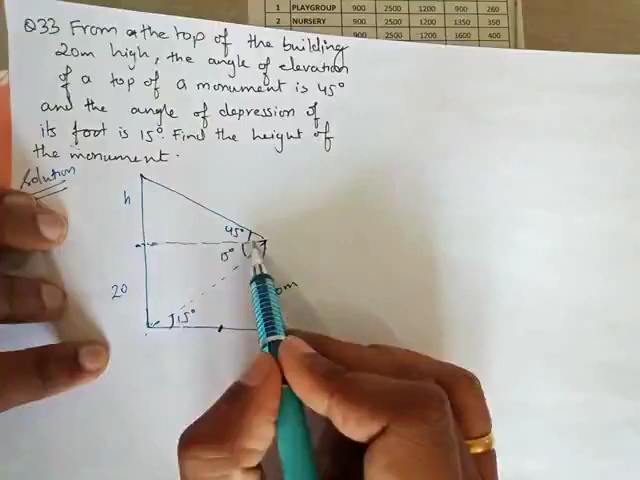 1 PLAYGROUP 900 2500 1200 900 260
2 NURSERY 900 2500 1200 1350 350
900 2500 1200 1600 400
Q33 From the top of the building
20m high, the angle of elevation
of a top of a monument is 45°
and the angle of depression of
its foot is 15°. Find the height of
the monument.
Solution
h
45°
15°
20
15°